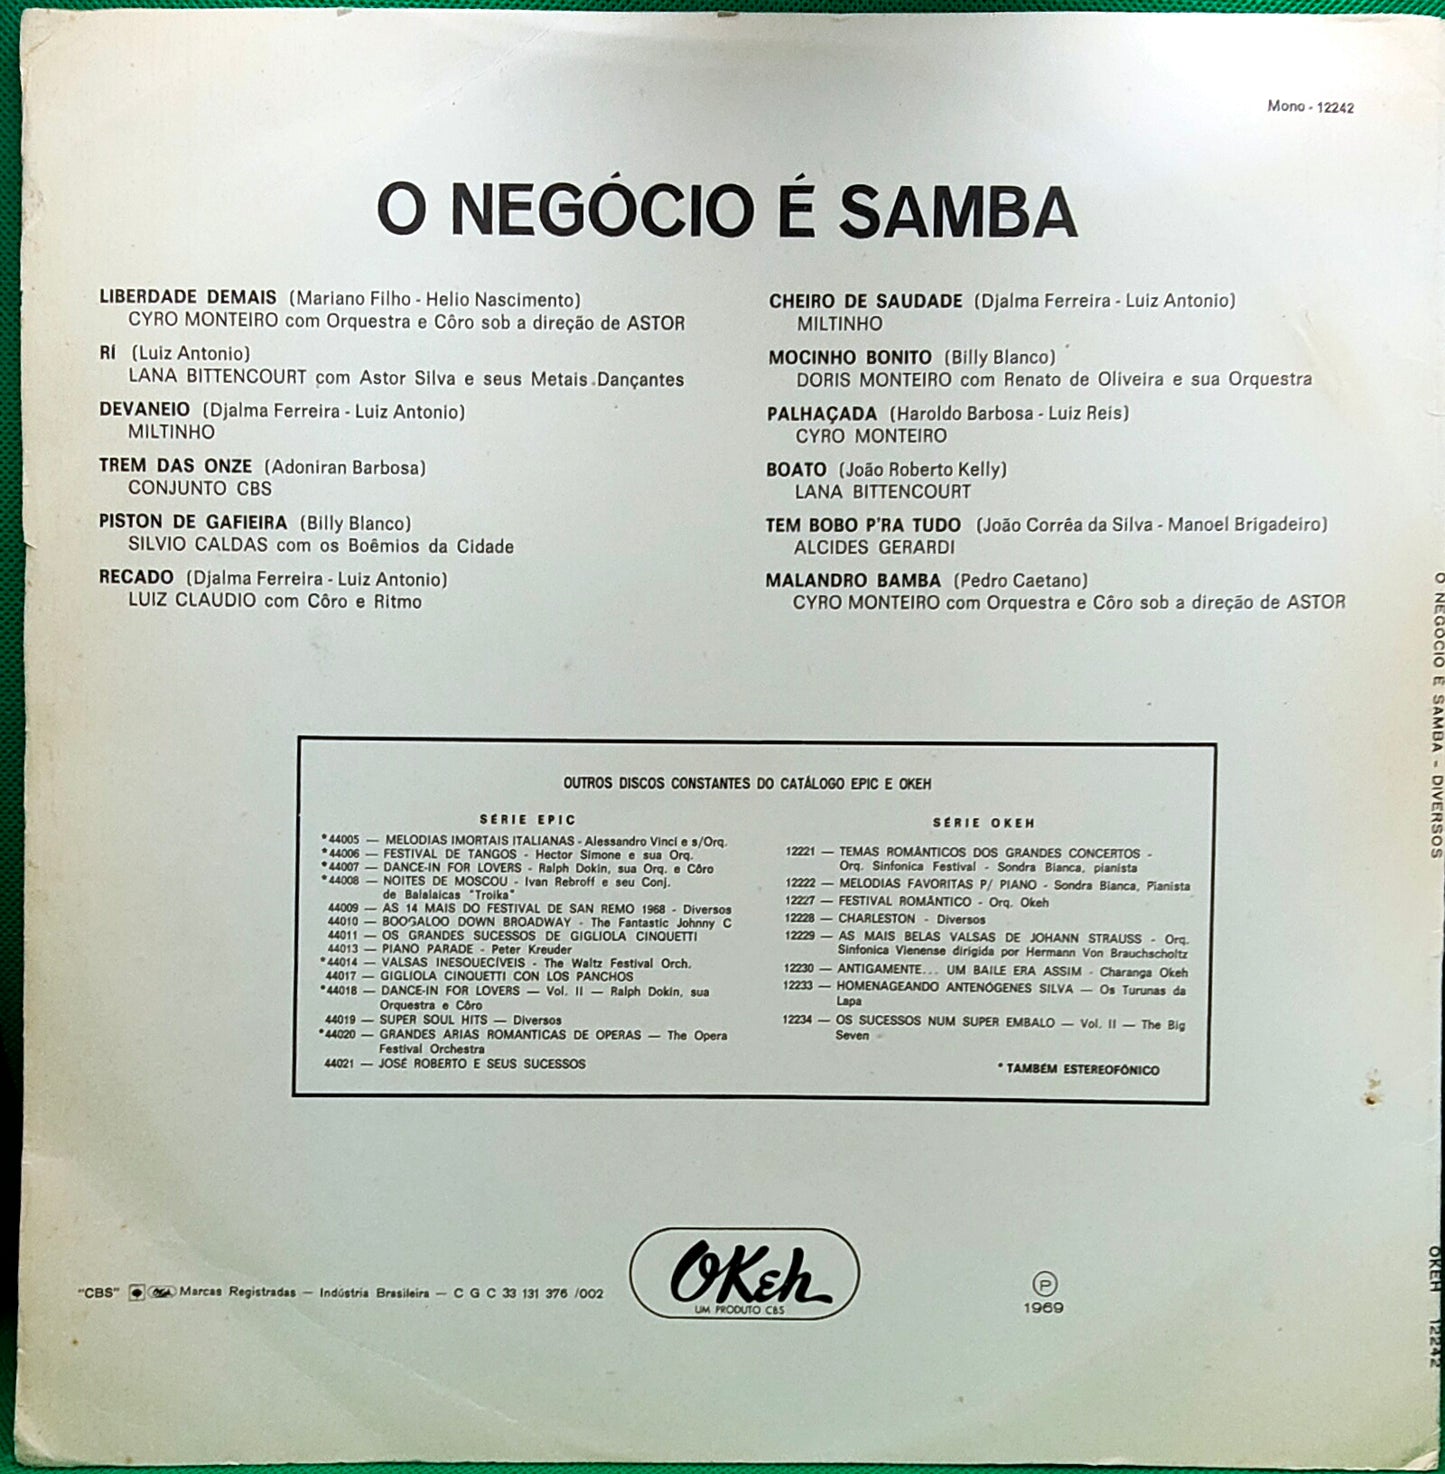 Mono - 12242
O NEGÓCIO É SAMBA
LIBERDADE DEMAIS (Mariano Filho - Helio Nascimento)
CYRO MONTEIRO com Orquestra e Côro sob a direção de ASTOR
RÍ (Luiz Antonio)
LANA BITTENCOURT com Astor Silva e seus Metais Dançantes
DEVANEIO (Djalma Ferreira - Luiz Antonio)
MILTINHO
TREM DAS ONZE (Adoniran Barbosa)
CONJUNTO CBS
PISTON DE GAFIEIRA (Billy Blanco)
SILVIO CALDAS com os Boêmios da Cidade
RECADO (Djalma Ferreira - Luiz Antonio)
LUIZ CLAUDIO com Côro e Ritmo
CHEIRO DE SAUDADE (Djalma Ferreira - Luiz Antonio)
MILTINHO
MOCINHO BONITO (Billy Blanco)
DORIS MONTEIRO com Renato de Oliveira e sua Orquestra
PALHAÇADA (Haroldo Barbosa - Luiz Reis)
CYRO MONTEIRO
BOATO (João Roberto Kelly)
LANA BITTENCOURT
TEM BOBO P'RA TUDO (João Corrêa da Silva - Manoel Brigadeiro)
ALCIDES GERARDI
MALANDRO BAMBA (Pedro Caetano)
CYRO MONTEIRO com Orquestra e Côro sob a direção de ASTOR
OUTROS DISCOS CONSTANTES DO CATÁLOGO EPIC E OKEH
SÉRIE EPIC
*44005 — MELODIAS IMORTAIS ITALIANAS - Alessandro Vinci e s/Orq.
*44006 — FESTIVAL DE TANGOS - Hector Simone e sua Orq.
*44007 — DANCE-IN FOR LOVERS - Ralph Dokin, sua Orq. e Côro
*44008 — NOITES DE MOSCOU - Ivan Rebroff e seu Conj.
de Balalaicas "Troika"
44009 — AS 14 MAIS DO FESTIVAL DE SAN REMO 1968 - Diversos
44010 — BOOGALOO DOWN BROADWAY - The Fantastic Johnny C
44011 — OS GRANDES SUCESSOS DE GIGLIOLA CINQUETTI
44013 — PIANO PARADE - Peter Kreuder
*44014 — VALSAS INESQUECÍVEIS - The Waltz Festival Orch.
44017 — GIGLIOLA CINQUETTI CON LOS PANCHOS
*44018 — DANCE-IN FOR LOVERS — Vol. II — Ralph Dokin, sua
Orquestra e Côro
44019 — SUPER SOUL HITS — Diversos
*44020 — GRANDES ARIAS ROMANTICAS DE OPERAS — The Opera
Festival Orchestra
44021 — JOSÉ ROBERTO E SEUS SUCESSOS
SÉRIE OKEH
12221 — TEMAS ROMÂNTICOS DOS GRANDES CONCERTOS -
Orq. Sinfonica Festival - Sondra Bianca, pianista
12222 — MELODIAS FAVORITAS P/ PIANO - Sondra Bianca, Pianista
12227 — FESTIVAL ROMÂNTICO - Orq. Okeh
12228 — CHARLESTON - Diversos
12229 — AS MAIS BELAS VALSAS DE JOHANN STRAUSS - Orq.
Sinfonica Vienense dirigida por Hermann Von Brauchscholtz
12230 — ANTIGAMENTE... UM BAILE ERA ASSIM - Charanga Okeh
12233 — HOMENAGEANDO ANTENÓGENES SILVA — Os Turunas da
Lapa
12234 — OS SUCESSOS NUM SUPER EMBALO — Vol. II — The Big
Seven
* TAMBÉM ESTEREOFÔNICO
"CBS" Marcas Registradas — Indústria Brasileira — C G C 33 131 376 /002
OKeh
UM PRODUTO CBS
℗
1969
O NEGÓCIO É SAMBA - DIVERSOS
OKEH 12242